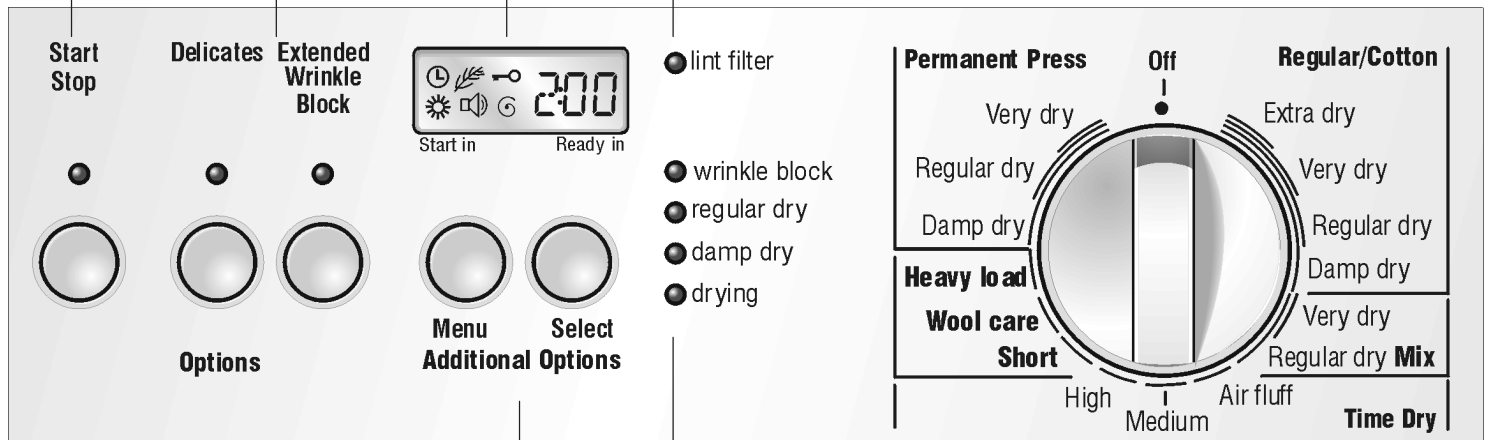 Start
Stop
Delicates
Extended
Wrinkle
Block
Options
2:00
Start in
Ready in
Menu
Select
Additional Options
lint filter
wrinkle block
regular dry
damp dry
drying
Permanent Press
Off
Regular/Cotton
Very dry
Regular dry
Damp dry
Heavy load
Wool care
Short
Extra dry
Very dry
Regular dry
Damp dry
Very dry
Regular dry Mix
High
Medium
Air fluff
Time Dry